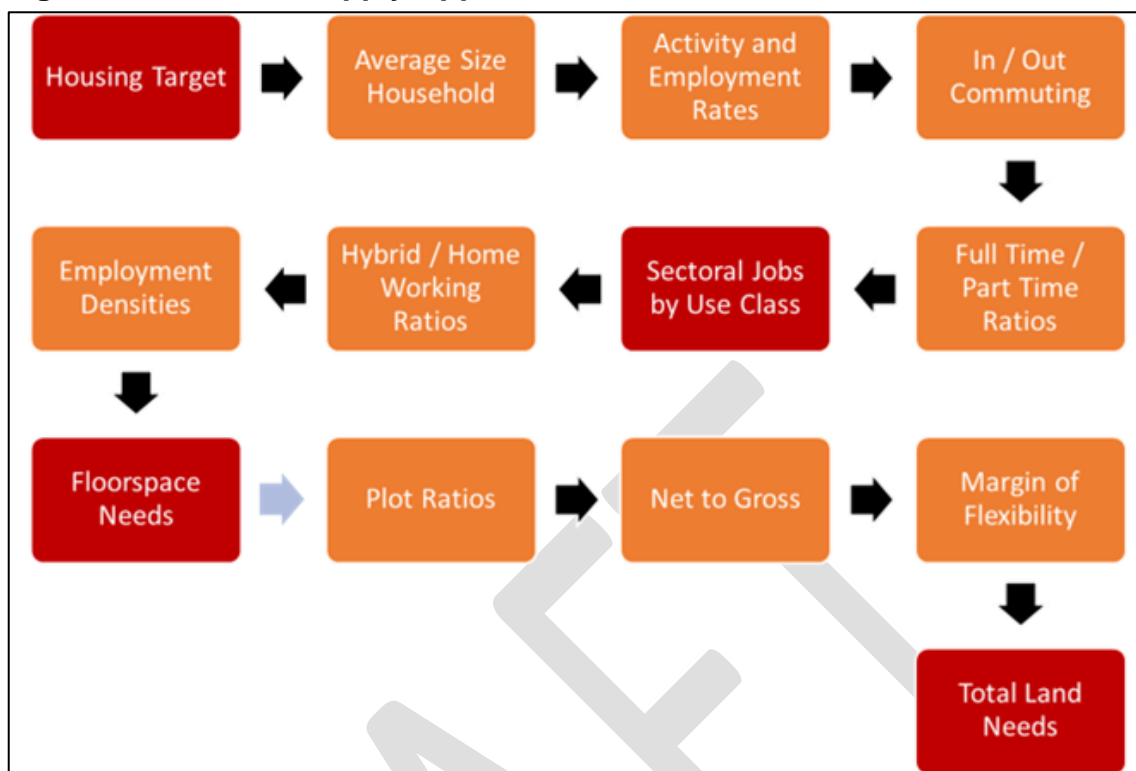 Housing Target
Average Size
Household
Activity and
Employment
Rates
In / Out
Commuting
Full Time /
Part Time
Ratios
Sectoral Jobs
by Use Class
Hybrid / Home
Working
Ratios
Employment
Densities
Floorspace
Needs
Plot Ratios
Net to Gross
Margin of
Flexibility
Total Land
Needs